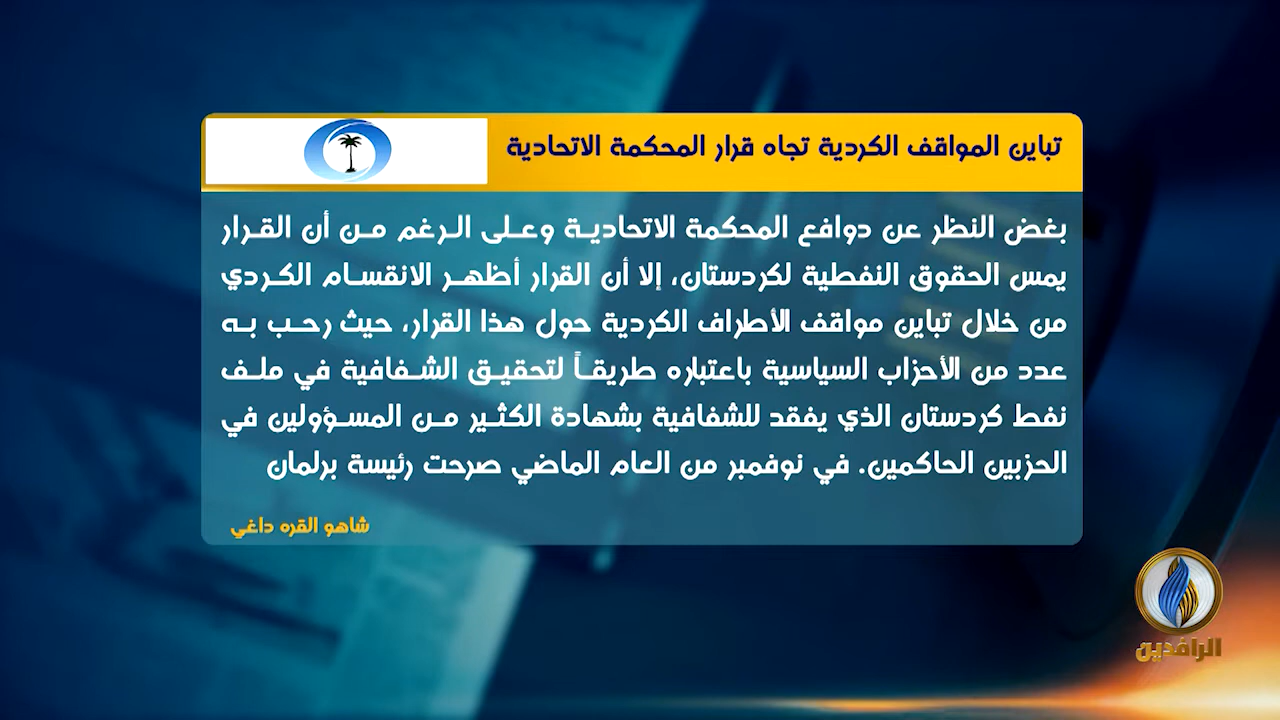 تباين المواقف الكردية تجاه قرار المحكمة الاتحادية
بغض النظر عن دوافع المحكمة الاتحادية وعلى الرغم من أن القرار
يمس الحقوق النفطية لكردستان، إلا أن القرار أظهر الانقسام الكردي
من خلال تباين مواقف الأطراف الكردية حول هذا القرار، حيث رحب به
عدد من الأحزاب السياسية باعتباره طريقاً لتحقيق الشفافية في ملف
نفط كردستان الذي يفقد للشفافية بشهادة الكثير من المسؤولين في
الحزبين الحاكمين. في نوفمبر من العام الماضي صرحت رئيسة برلمان
شاهو القره داغي
الرافدين